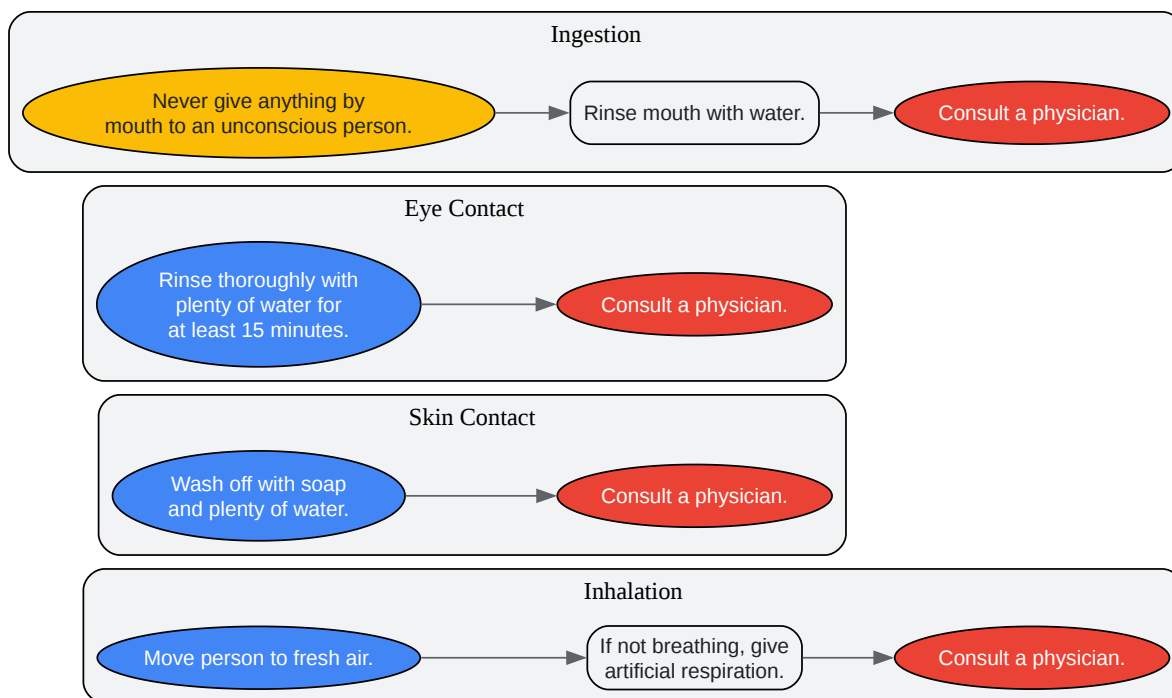 Ingestion
Never give anything by
mouth to an unconscious person.
Rinse mouth with water.
Consult a physician.
Eye Contact
Rinse thoroughly with
plenty of water for
at least 15 minutes.
Consult a physician.
Skin Contact
Wash off with soap
and plenty of water.
Consult a physician.
Inhalation
Move person to fresh air.
If not breathing, give
artificial respiration.
Consult a physician.